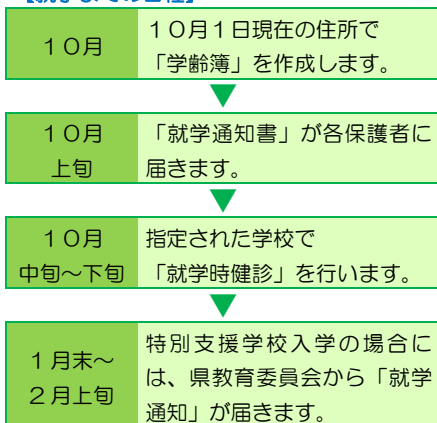 【就学までの日程】
１０月
１０月１日現在の住所で
「学齢簿」を作成します。
１０月
上旬
「就学通知書」が各保護者に
届きます。
１０月
中旬～下旬
指定された学校で
「就学時健診」を行います。
１月末～
２月上旬
特別支援学校入学の場合に
は、県教育委員会から「就学
通知」が届きます。